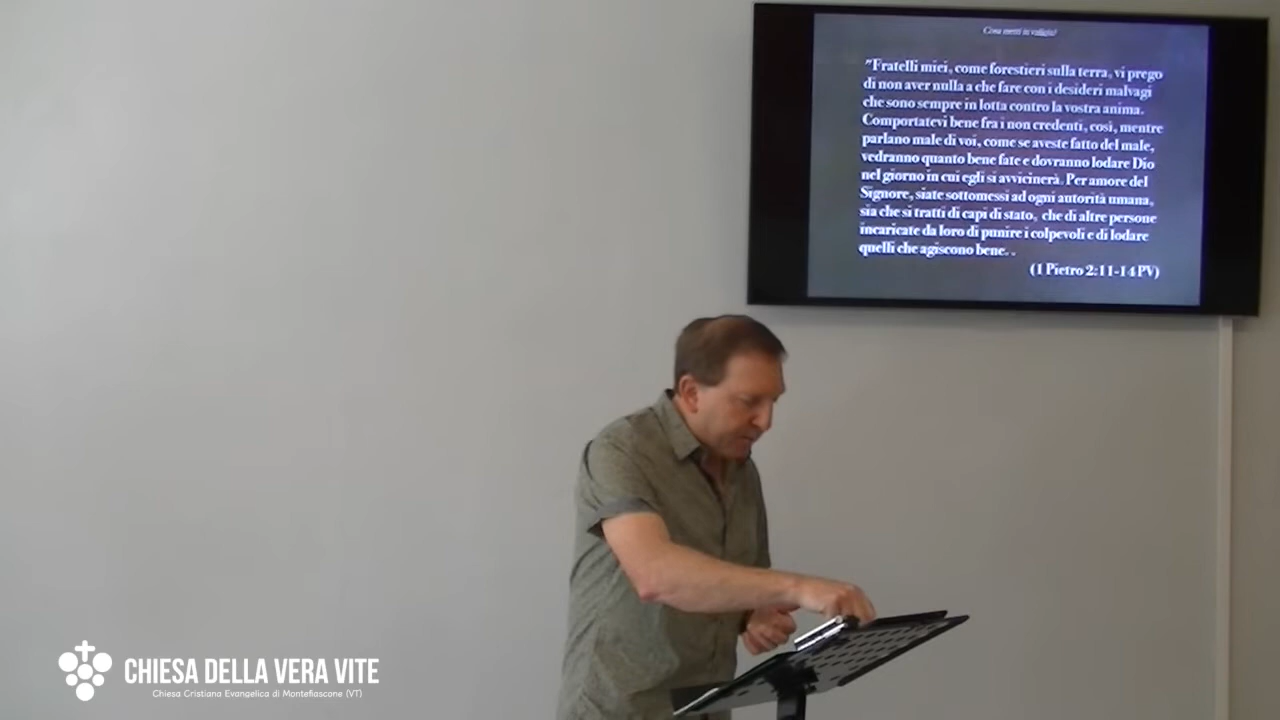 Cosa metti in valigia?
"Fratelli miei, come forestieri sulla terra, vi prego
di non aver nulla a che fare con i desideri malvagi
che sono sempre in lotta contro la vostra anima.
Comportatevi bene fra i non credenti, così, mentre
parlano male di voi, come se aveste fatto del male,
vedranno quanto bene fate e dovranno lodare Dio
nel giorno in cui egli si avvicinerà. Per amore del
Signore, siate sottomessi ad ogni autorità umana,
sia che si tratti di capi di stato, che di altre persone
incaricate da loro di punire i colpevoli e di lodare
quelli che agiscono bene. .
(1 Pietro 2:11-14 PV)
CHIESA DELLA VERA VITE
Chiesa Cristiana Evangelica di Montefiascone (VT)